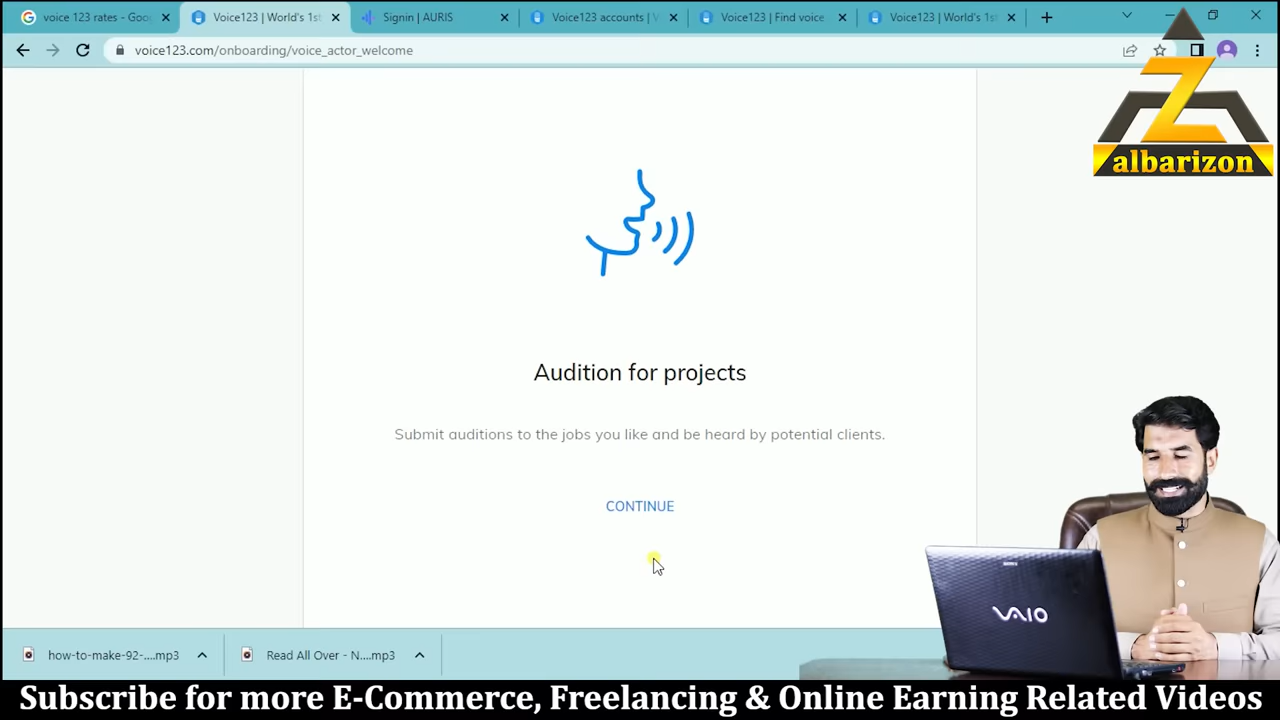 voice 123 rates - Goo
Voice123 | World's 1s
Signin | AURIS
Voice123 accounts | V
Voice123 | Find voice
Voice123 | World's 1s
voice123.com/onboarding/voice_actor_welcome
Z
albarizon
Audition for projects
Submit auditions to the jobs you like and be heard by potential clients.
CONTINUE
VAIO
how-to-make-92-....mp3
Read All Over - N....mp3
Subscribe for more E-Commerce, Freelancing & Online Earning Related Videos